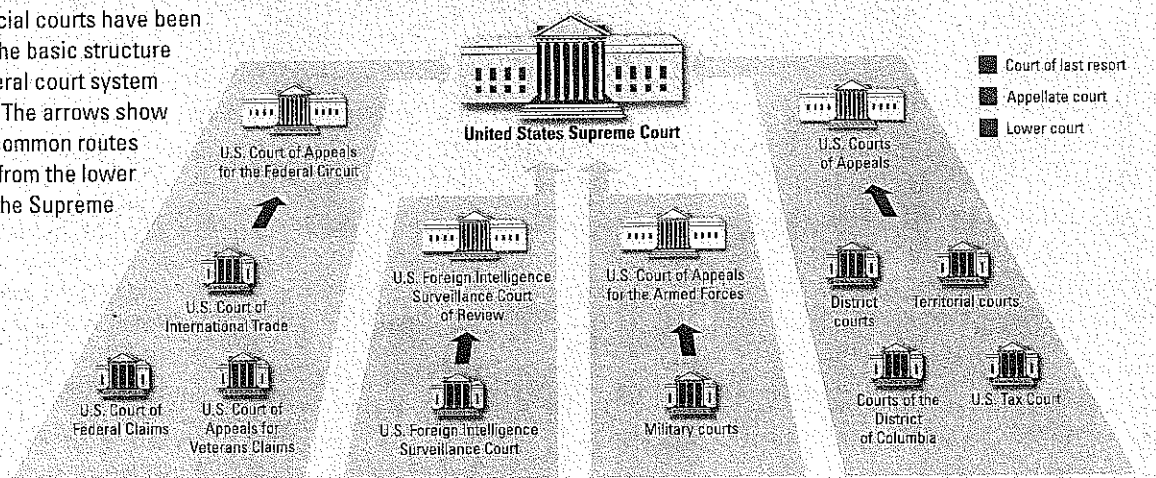 cial courts have been
he basic structure
eral court system
The arrows show
common routes
from the lower
he Supreme
United States Supreme Court
Court of last resort
Appellate court
Lower court
U.S. Court of Appeals
for the Federal Circuit
U.S. Court of
International Trade
U.S. Court of
Federal Claims
U.S. Court of
Appeals for
Veterans Claims
U.S. Foreign Intelligence
Surveillance Court
of Review
U.S. Foreign Intelligence
Surveillance Court
U.S. Court of Appeals
for the Armed Forces
Military courts
U.S. Courts
of Appeals
District
courts
Territorial courts
Courts of the
District
of Columbia
U.S. Tax Court